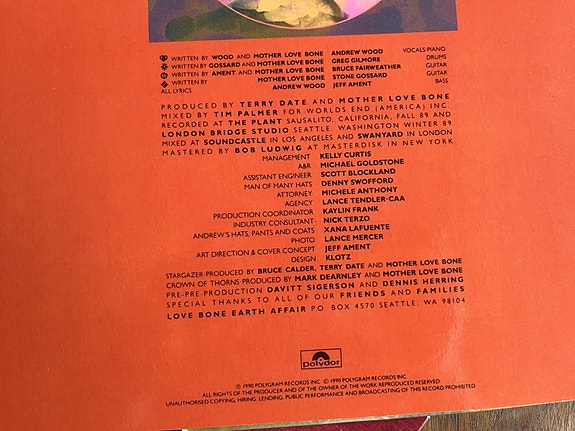 WRITTEN BY WOOD AND MOTHER LOVE BONE ANDREW WOOD VOCALS·PIANO
WRITTEN BY GOSSARD AND MOTHER LOVE BONE GREG GILMORE DRUMS
WRITTEN BY AMENT AND MOTHER LOVE BONE BRUCE FAIRWEATHER GUITAR
WRITTEN BY MOTHER LOVE BONE STONE GOSSARD GUITAR
ALL LYRICS ANDREW WOOD JEFF AMENT BASS
PRODUCED BY TERRY DATE AND MOTHER LOVE BONE
MIXED BY TIM PALMER FOR WORLDS END (AMERICA) INC
RECORDED AT THE PLANT SAUSALITO, CALIFORNIA, FALL 89 AND
LONDON BRIDGE STUDIO SEATTLE, WASHINGTON WINTER 89
MIXED AT SOUNDCASTLE IN LOS ANGELES AND SWANYARD IN LONDON
MASTERED BY BOB LUDWIG AT MASTERDISK IN NEW YORK
MANAGEMENT KELLY CURTIS
A&R MICHAEL GOLDSTONE
ASSISTANT ENGINEER SCOTT BLOCKLAND
MAN OF MANY HATS DENNY SWOFFORD
ATTORNEY MICHELE ANTHONY
AGENCY LANCE TENDLER·CAA
PRODUCTION COORDINATOR KAYLIN FRANK
INDUSTRY CONSULTANT· NICK TERZO
ANDREW'S HATS, PANTS AND COATS XANA LAFUENTE
PHOTO LANCE MERCER
ART DIRECTION & COVER CONCEPT JEFF AMENT
DESIGN KLOTZ
STARGAZER·PRODUCED BY BRUCE CALDER, TERRY DATE AND MOTHER LOVE BONE
CROWN OF THORNS·PRODUCED BY MARK DEARNLEY AND MOTHER LOVE BONE
PRE-PRE-PRODUCTION DAVITT SIGERSON AND DENNIS HERRING
SPECIAL THANKS TO ALL OF OUR FRIENDS AND FAMILIES
LOVE BONE EARTH AFFAIR P.O. BOX 4570 SEATTLE, WA 98104
Polydor
℗ 1990 POLYGRAM RECORDS INC © 1990 POLYGRAM RECORDS INC.
ALL RIGHTS OF THE PRODUCER AND OF THE OWNER OF THE WORK REPRODUCED RESERVED
UNAUTHORISED COPYING, HIRING, LENDING, PUBLIC PERFORMANCE AND BROADCASTING OF THIS RECORD PROHIBITED